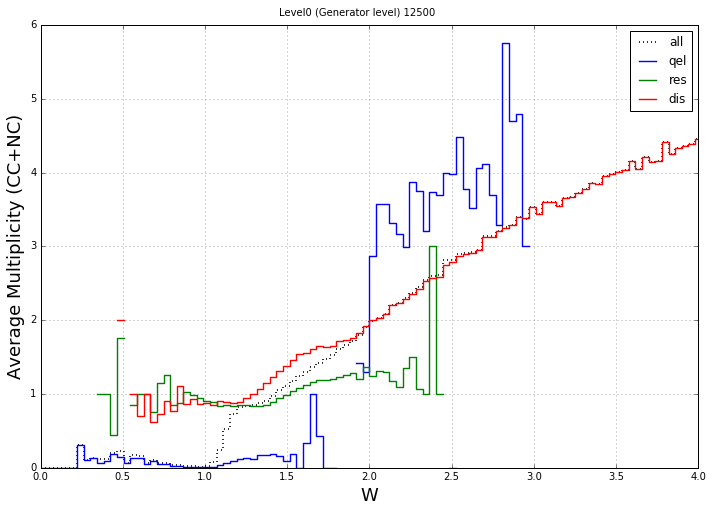 Level0 (Generator level) 12500
all
qel
res
dis
Average Multiplicity (CC+NC)
6
5
4
3
2
1
0
0.0 0.5 1.0 1.5 2.0 2.5 3.0 3.5 4.0
W